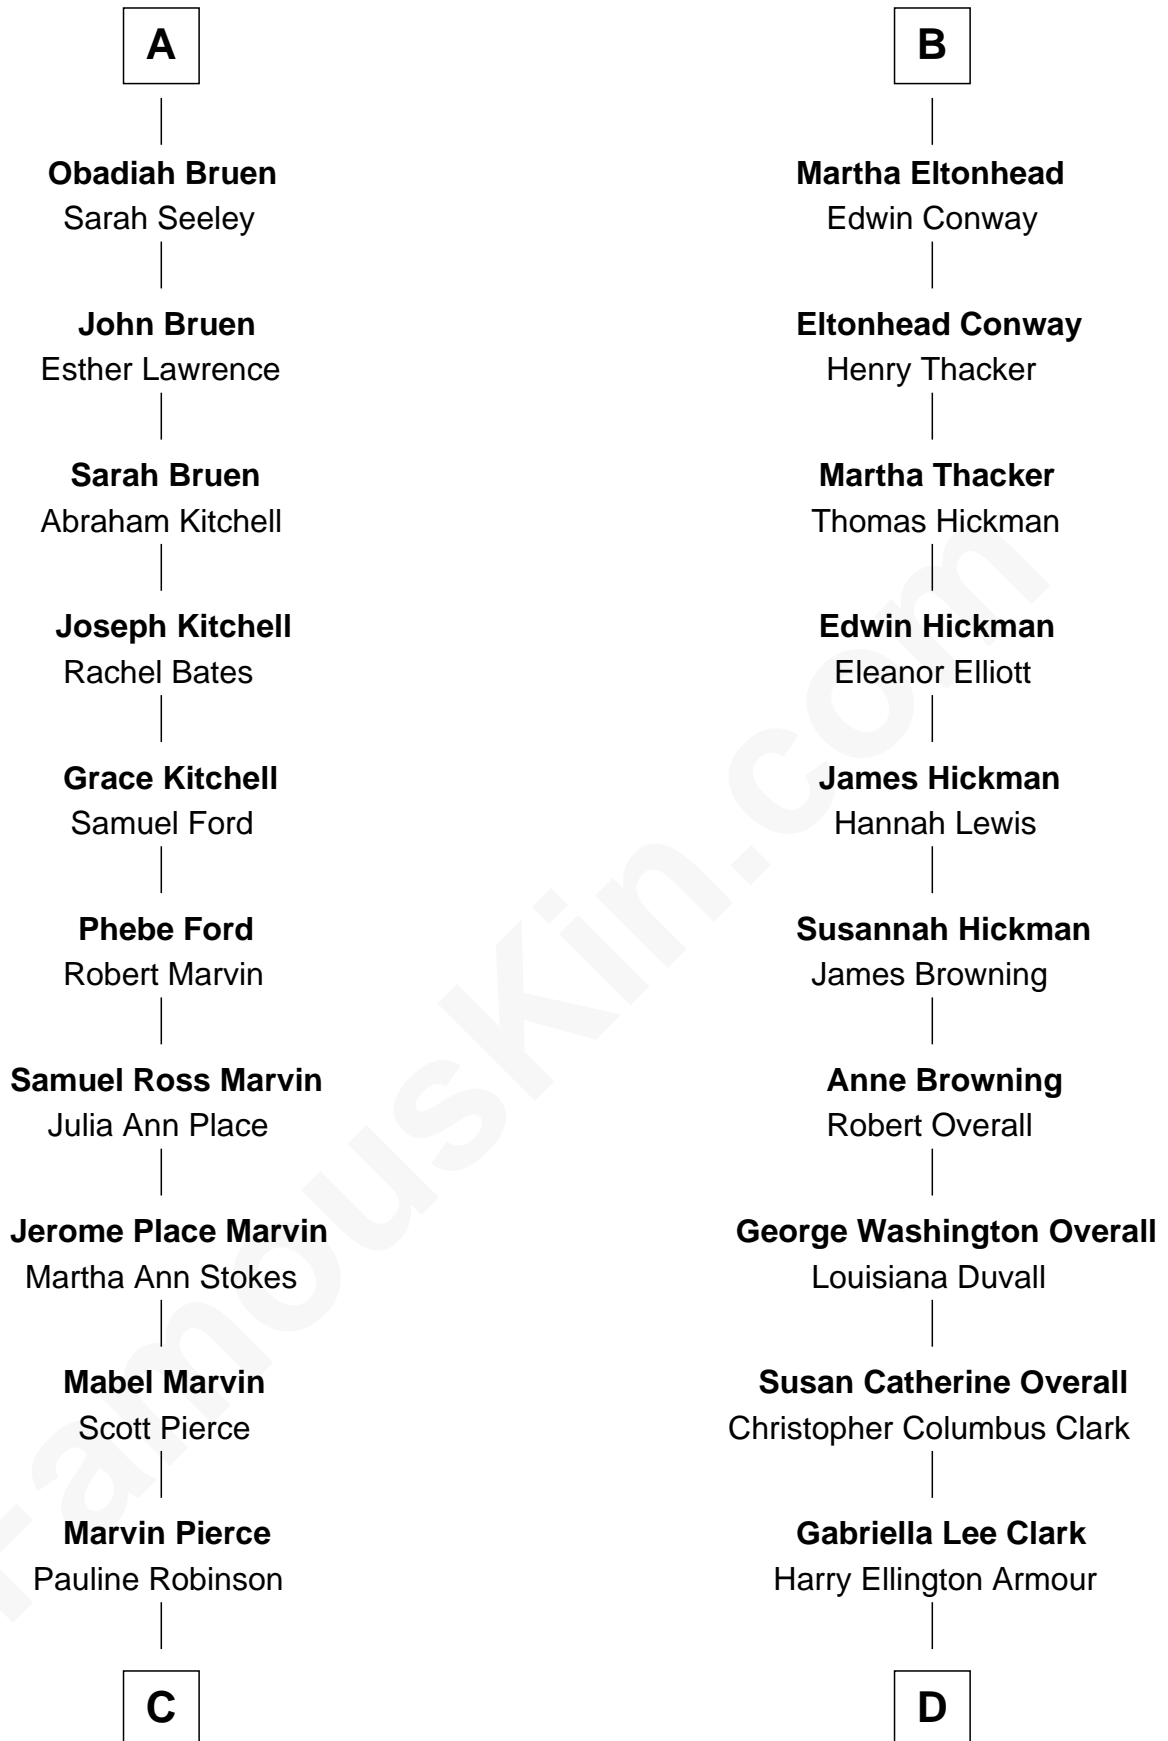 A
Obadiah Bruen
Sarah Seeley
John Bruen
Esther Lawrence
Sarah Bruen
Abraham Kitchell
Joseph Kitchell
Rachel Bates
Grace Kitchell
Samuel Ford
Phebe Ford
Robert Marvin
Samuel Ross Marvin
Julia Ann Place
Jerome Place Marvin
Martha Ann Stokes
Mabel Marvin
Scott Pierce
Marvin Pierce
Pauline Robinson
C
B
Martha Eltonhead
Edwin Conway
Eltonhead Conway
Henry Thacker
Martha Thacker
Thomas Hickman
Edwin Hickman
Eleanor Elliott
James Hickman
Hannah Lewis
Susannah Hickman
James Browning
Anne Browning
Robert Overall
George Washington Overall
Louisiana Duvall
Susan Catherine Overall
Christopher Columbus Clark
Gabriella Lee Clark
Harry Ellington Armour
D
FamousKin.com